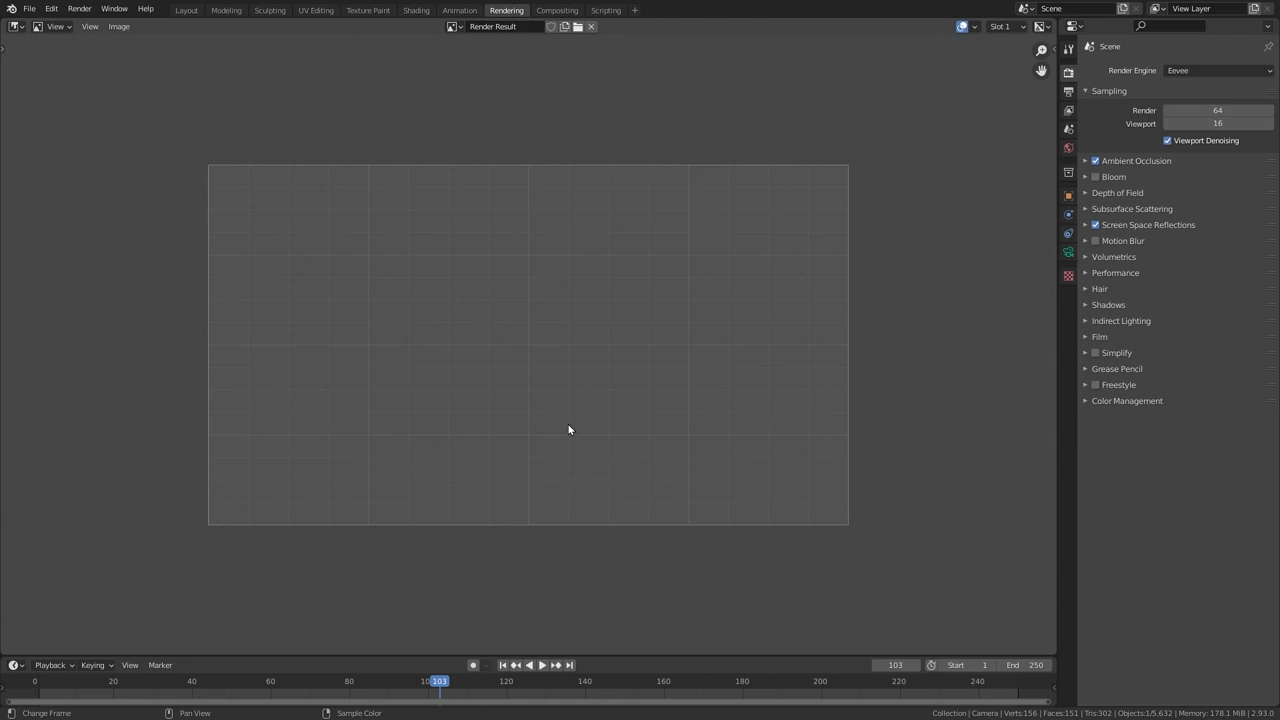 File Edit Render Window Help Layout Modeling Sculpting UV Editing Texture Paint Shading Animation Rendering Compositing Scripting + Scene View Layer
View View Image Render Result Slot 1
Scene
Render Engine Eevee
Sampling
Render 64
Viewport 16
Viewport Denoising
Ambient Occlusion
Bloom
Depth of Field
Subsurface Scattering
Screen Space Reflections
Motion Blur
Volumetrics
Performance
Hair
Shadows
Indirect Lighting
Film
Simplify
Grease Pencil
Freestyle
Color Management
Playback Keying View Marker 103 Start 1 End 250
0 20 40 60 80 10 103 120 140 160 180 200 220 240
Change Frame Pan View Sample Color Collection | Camera | Verts:156 | Faces:151 | Tris:302 | Objects:1/5,632 | Memory: 178.1 MiB | 2.93.0